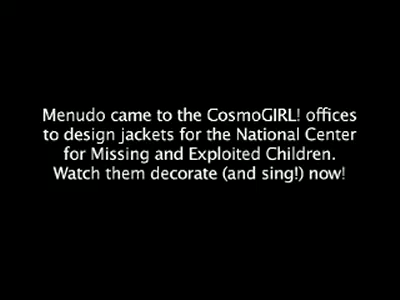 Menudo came to the CosmoGIRL! offices
to design jackets for the National Center
for Missing and Exploited Children.
Watch them decorate (and sing!) now!